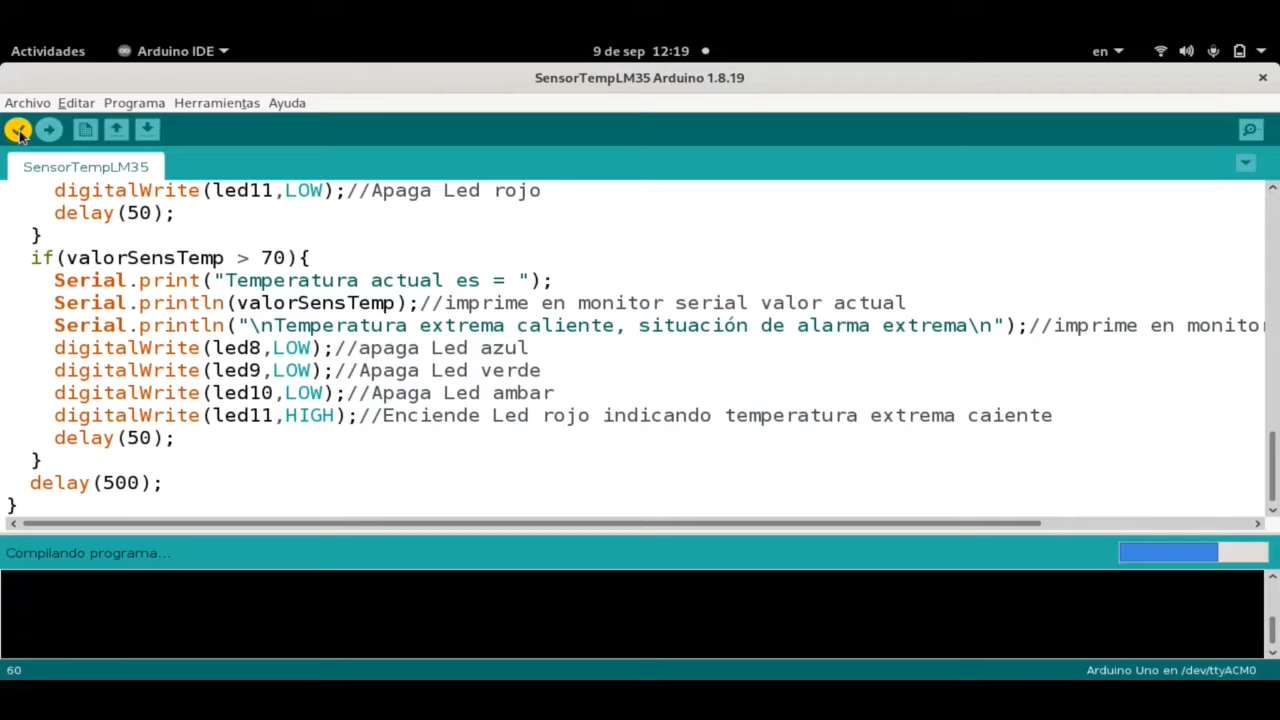 Actividades Arduino IDE 9 de sep 12:19 en
SensorTempLM35 Arduino 1.8.19
Archivo Editar Programa Herramientas Ayuda
SensorTempLM35
digitalWrite(led11,LOW);//Apaga Led rojo
delay(50);
}
if(valorSensTemp > 70){
Serial.print("Temperatura actual es = ");
Serial.println(valorSensTemp);//imprime en monitor serial valor actual
Serial.println("\nTemperatura extrema caliente, situación de alarma extrema\n");//imprime en monitor
digitalWrite(led8,LOW);//apaga Led azul
digitalWrite(led9,LOW);//Apaga Led verde
digitalWrite(led10,LOW);//Apaga Led ambar
digitalWrite(led11,HIGH);//Enciende Led rojo indicando temperatura extrema caiente
delay(50);
}
delay(500);
}
Compilando programa...
60 Arduino Uno en /dev/ttyACM0